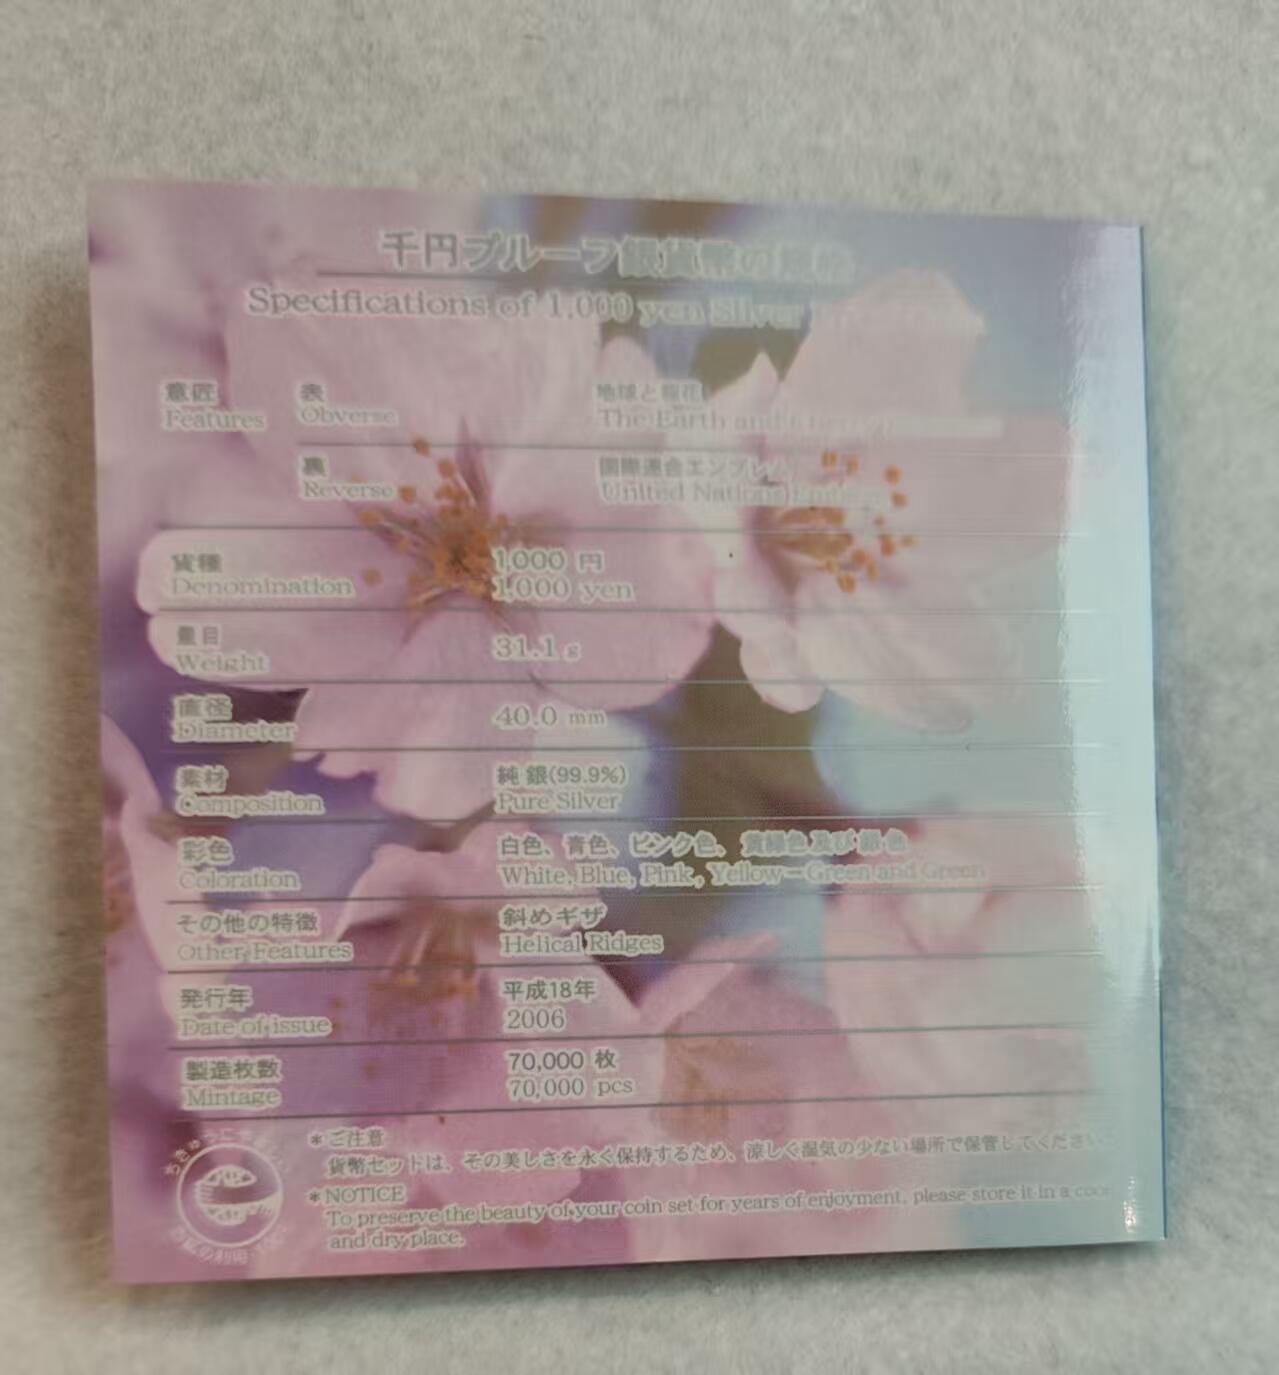 千円プルーフ銀貨幣の
Specifications of 1,000 yen Silver
意匠
Features
表
Obverse
地球と桜花
The Earth and Cherry
裏
Reverse
国際連合エンブレム
United Nations Emblem
貨種
Denomination
1,000 円
1,000 yen
量目
Weight
31.1 g
直径
Diameter
40.0 mm
素材
Composition
純 銀(99.9%)
Pure Silver
彩色
Coloration
白色、青色、ピンク色、黄緑色 及び 緑色
White, Blue, Pink, Yellow-Green and Green
その他の特徴
Other Features
斜めギザ
Helical Ridges
発行年
Date of issue
平成18年
2006
製造枚数
Mintage
70,000 枚
70,000 pcs
＊ご注意
貨幣セットは、その美しさを永く保持するため、涼しく湿気の少ない場所で保管してください
＊NOTICE
To preserve the beauty of your coin set for years of enjoyment, please store it in a cool
and dry place.